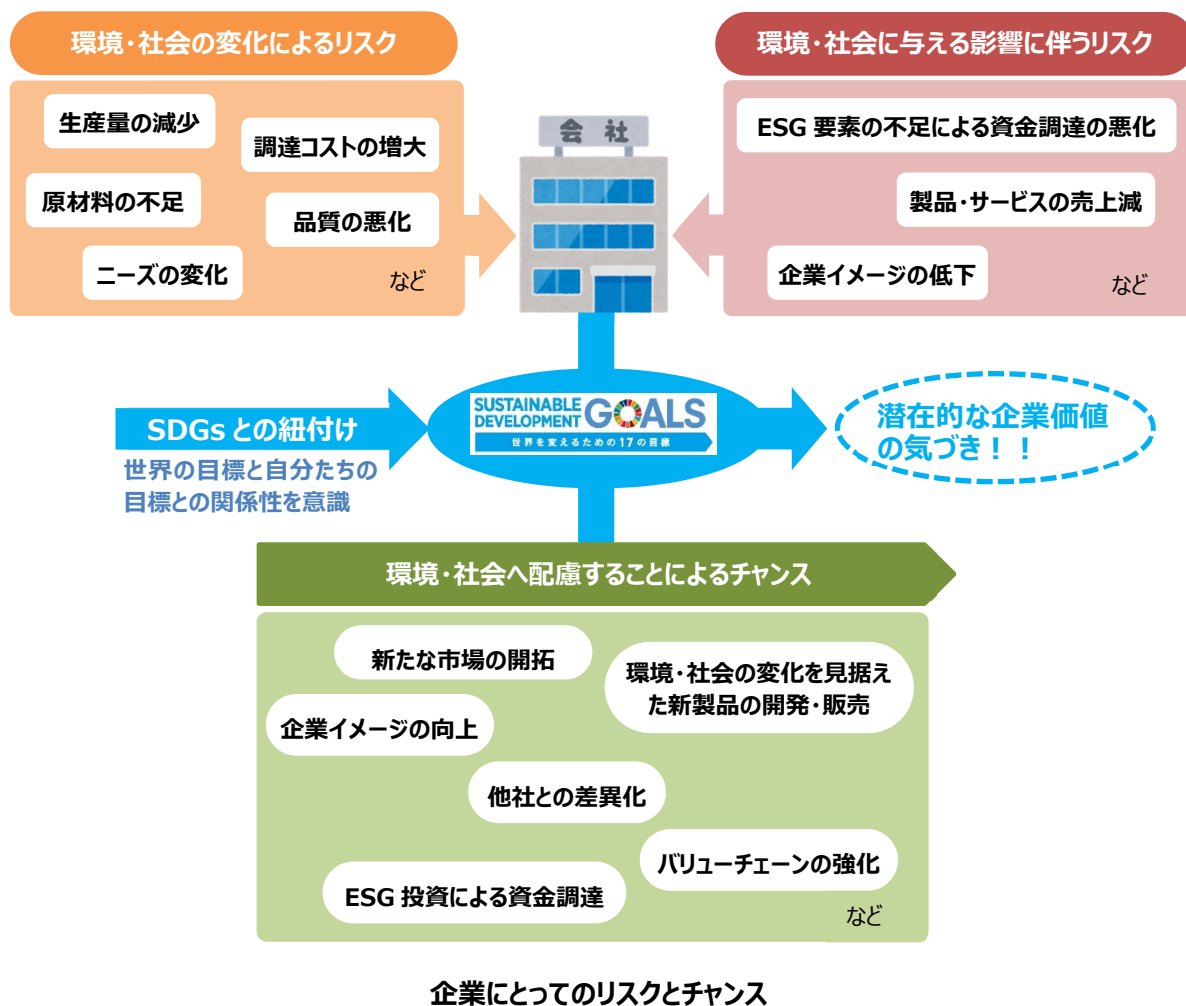 環境・社会の変化によるリスク
生産量の減少
調達コストの増大
原材料の不足
品質の悪化
ニーズの変化
など
環境・社会に与える影響に伴うリスク
ESG 要素の不足による資金調達の悪化
製品・サービスの売上減
企業イメージの低下
など
会社
SDGs との紐付け
世界の目標と自分たちの
目標との関係性を意識
SUSTAINABLE
DEVELOPMENT
GOALS
世界を変えるための17の目標
潜在的な企業価値
の気づき！！
環境・社会へ配慮することによるチャンス
新たな市場の開拓
環境・社会の変化を見据え
た新製品の開発・販売
企業イメージの向上
他社との差異化
バリューチェーンの強化
ESG 投資による資金調達
など
企業にとってのリスクとチャンス